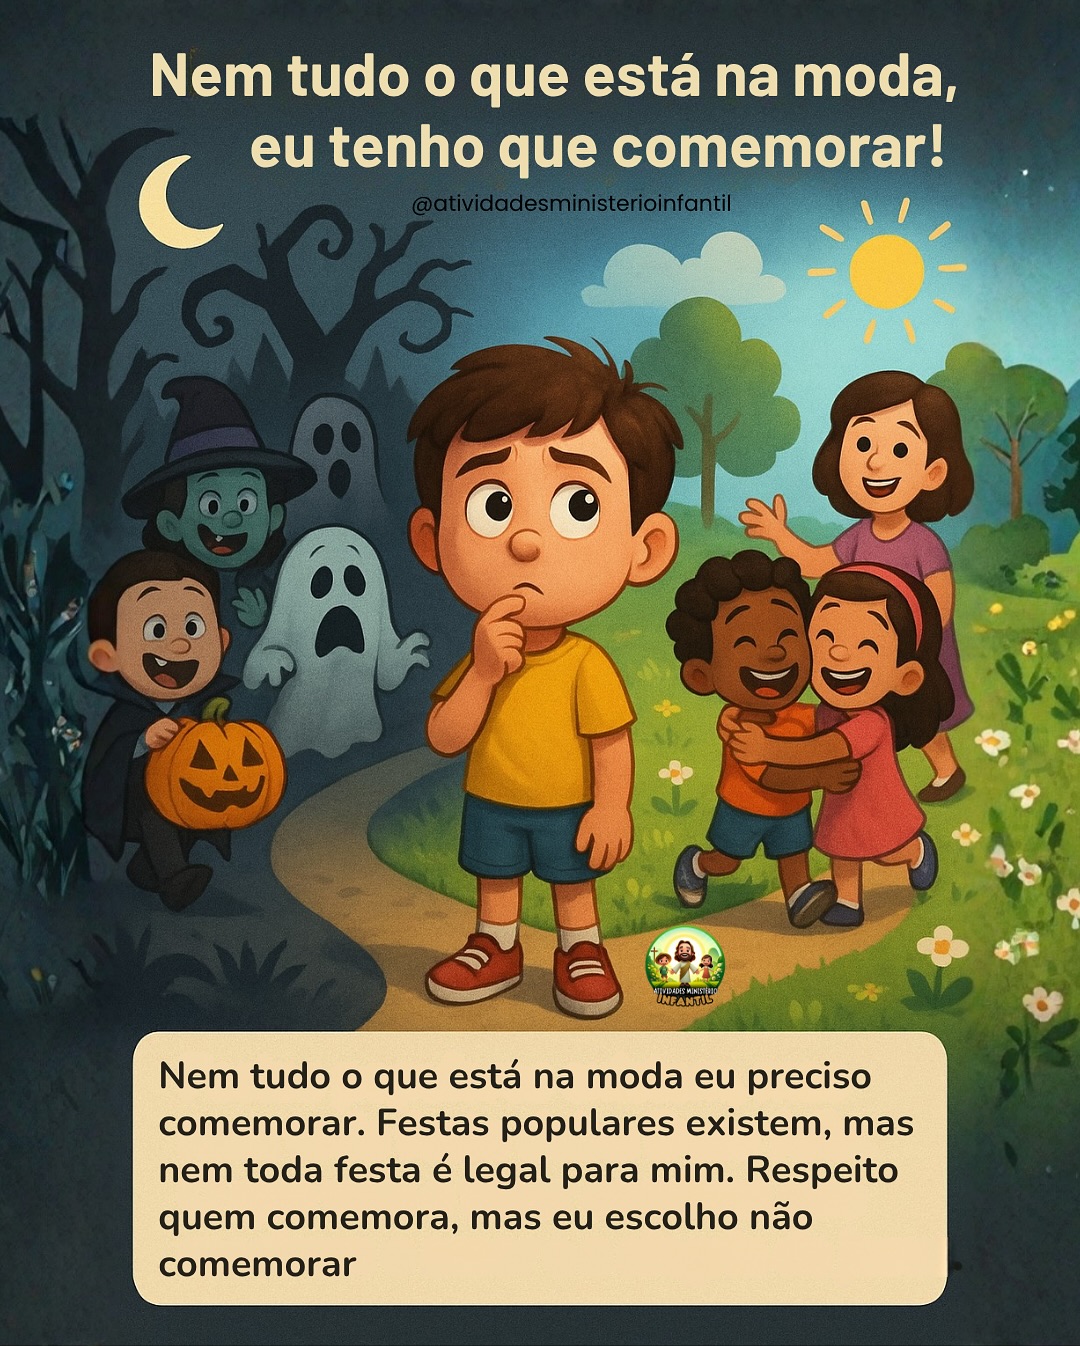 Nem tudo o que está na moda,
eu tenho que comemorar!
@atividadesministerioinfantil
ATIVIDADES MINISTÉRIO
INFANTIL
Nem tudo o que está na moda eu preciso
comemorar. Festas populares existem, mas
nem toda festa é legal para mim. Respeito
quem comemora, mas eu escolho não
comemorar